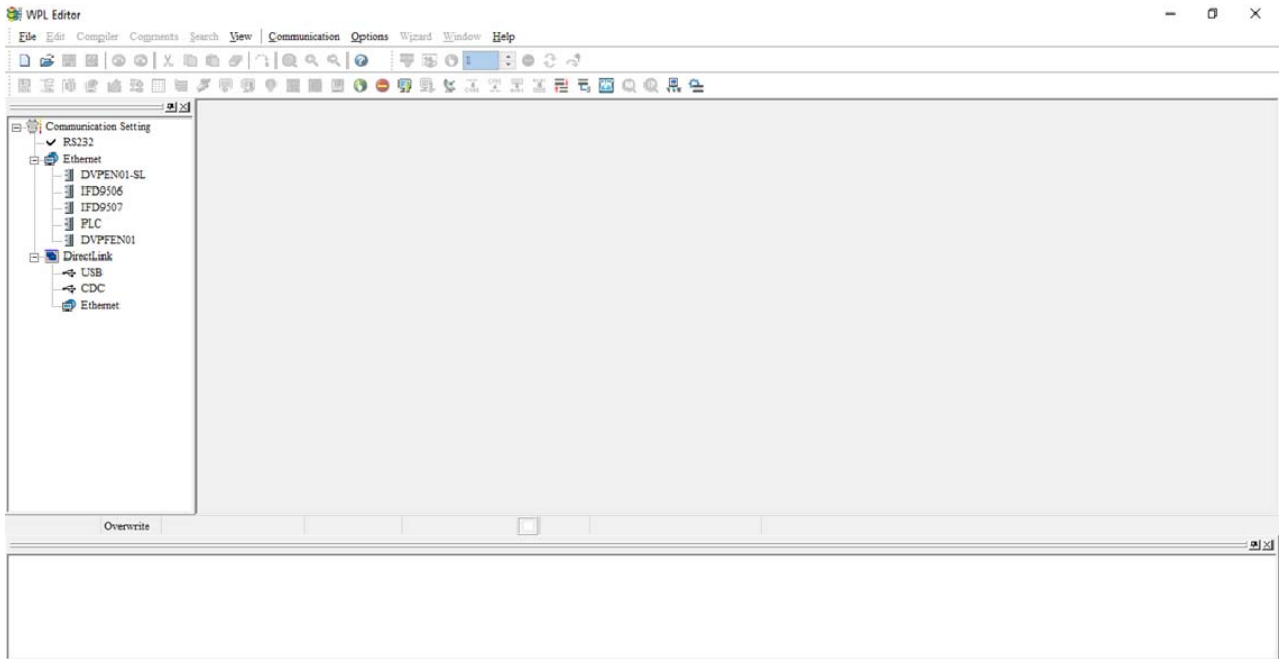 WPL Editor
File Edit Compiler Comments Search View Communication Options Wizard Window Help
1
Communication Setting
RS232
Ethernet
DVPEN01-SL
IFD9506
IFD9507
PLC
DVPFEN01
DirectLink
USB
CDC
Ethernet
Overwrite